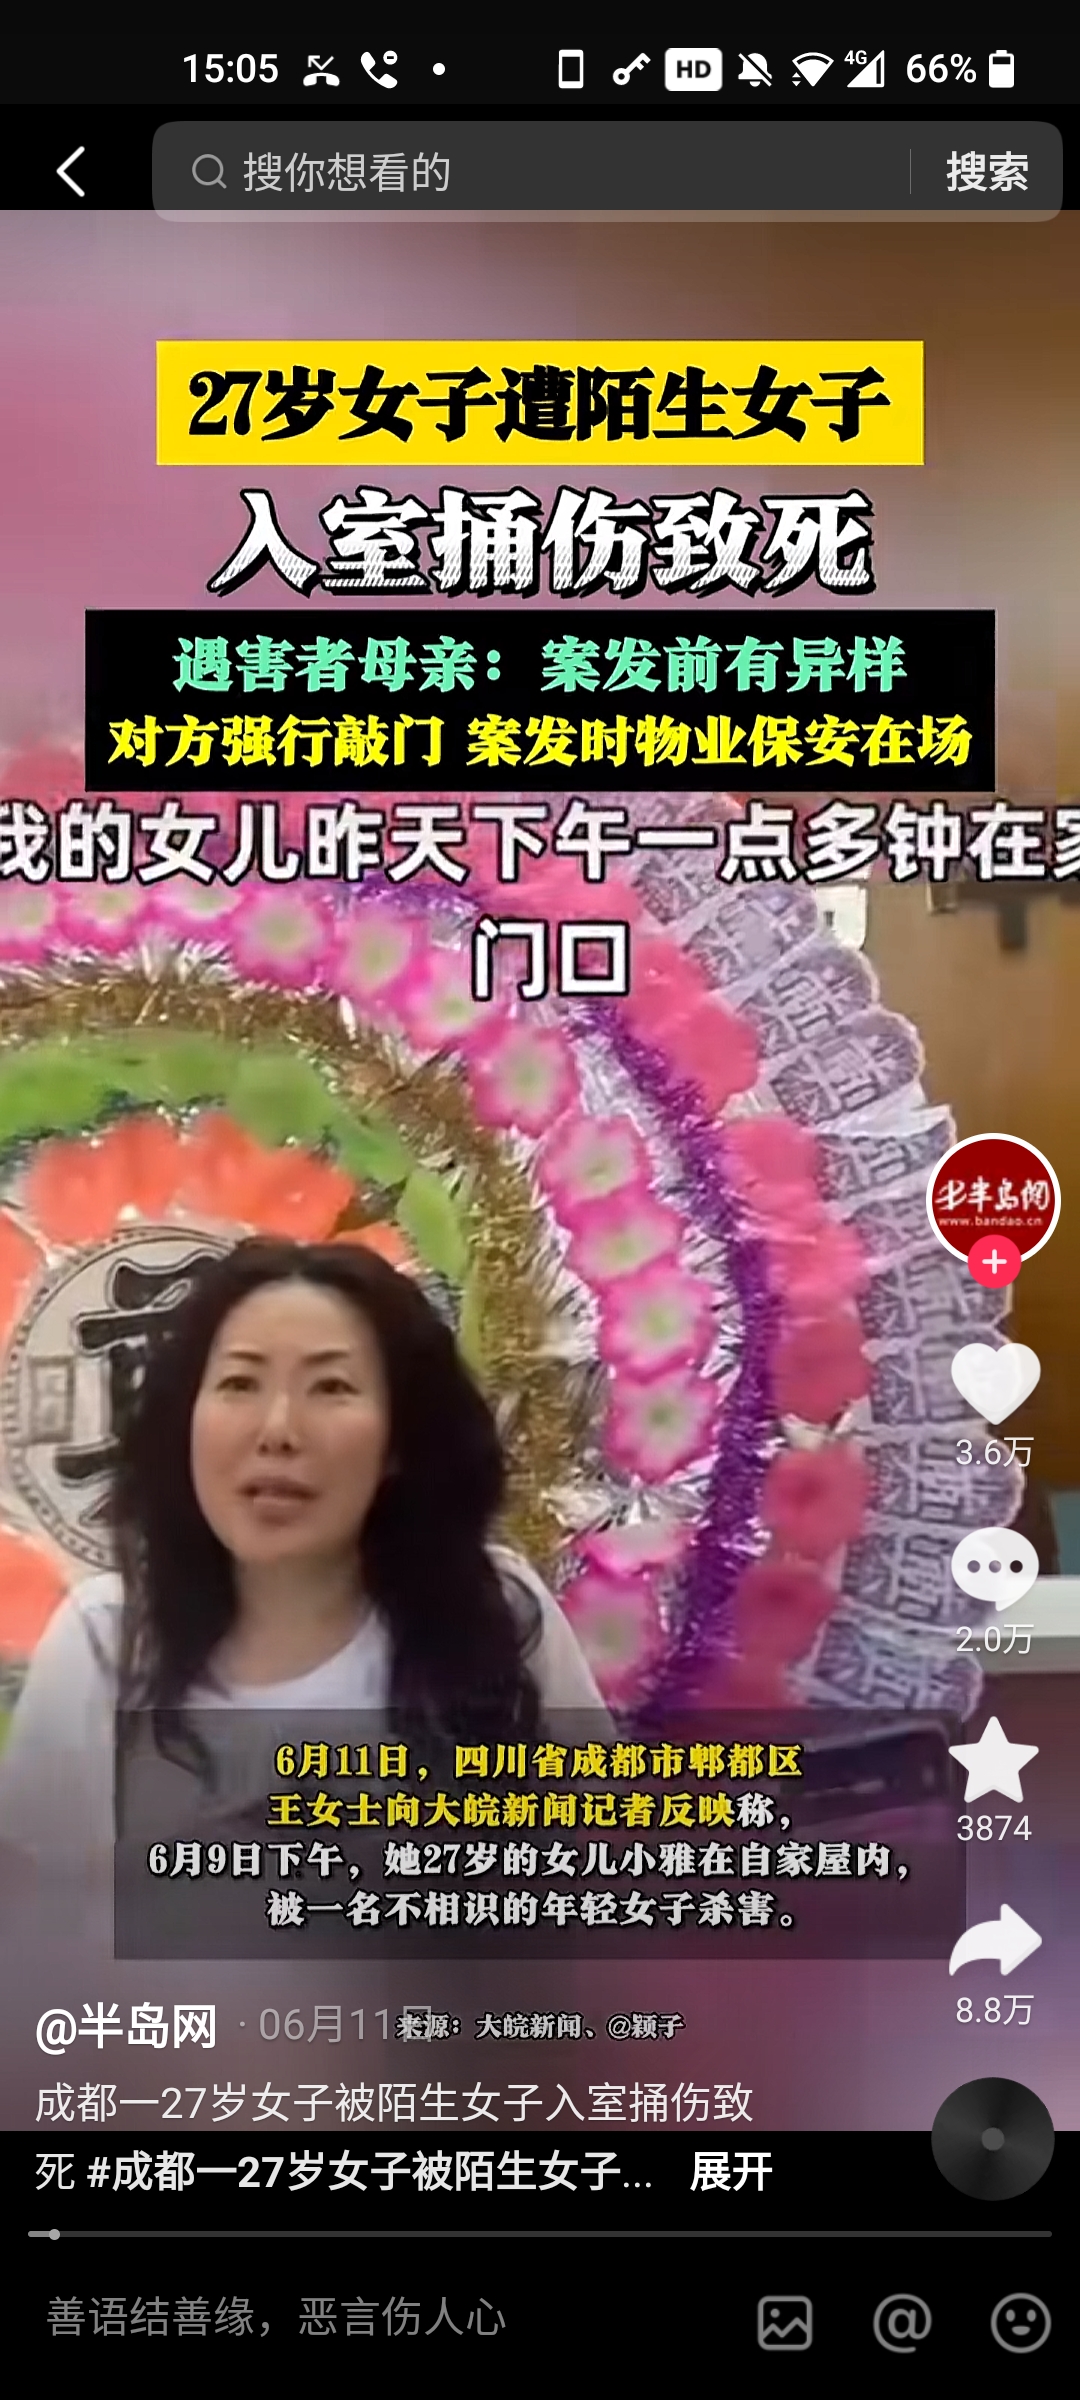 15:05
HD
4G
66%
搜你想看的
搜索
27岁女子遭陌生女子
入室捅伤致死
遇害者母亲：案发前有异样
对方强行敲门 案发时物业保安在场
我的女儿昨天下午一点多钟在家
门口
半岛网
www.bandao.cn
3.6万
2.0万
6月11日，四川省成都市郫都区
王女士向大皖新闻记者反映称，
6月9日下午，她27岁的女儿小雅在自家屋内，
被一名不相识的年轻女子杀害。
3874
8.8万
@半岛网 · 06月11日
来源：大皖新闻、@颖子
成都一27岁女子被陌生女子入室捅伤致
死 #成都一27岁女子被陌生女子... 展开
善语结善缘，恶言伤人心